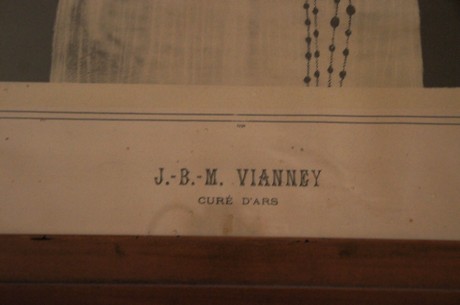 J.-B.-M. VIANNEY
CURÉ D'ARS